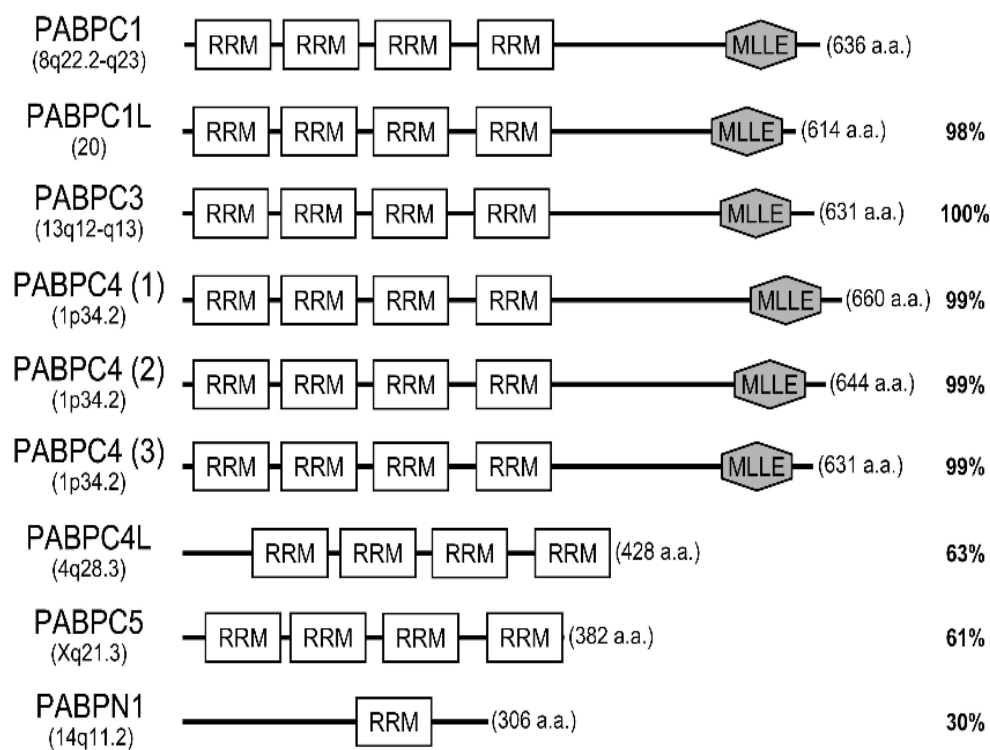 PABPC1
(8q22.2-q23)
RRM RRM RRM RRM MLLE (636 a.a.)
PABPC1L
(20)
RRM RRM RRM RRM MLLE (614 a.a.) 98%
PABPC3
(13q12-q13)
RRM RRM RRM RRM MLLE (631 a.a.) 100%
PABPC4 (1)
(1p34.2)
RRM RRM RRM RRM MLLE (660 a.a.) 99%
PABPC4 (2)
(1p34.2)
RRM RRM RRM RRM MLLE (644 a.a.) 99%
PABPC4 (3)
(1p34.2)
RRM RRM RRM RRM MLLE (631 a.a.) 99%
PABPC4L
(4q28.3)
RRM RRM RRM RRM (428 a.a.) 63%
PABPC5
(Xq21.3)
RRM RRM RRM RRM (382 a.a.) 61%
PABPN1
(14q11.2)
RRM (306 a.a.) 30%